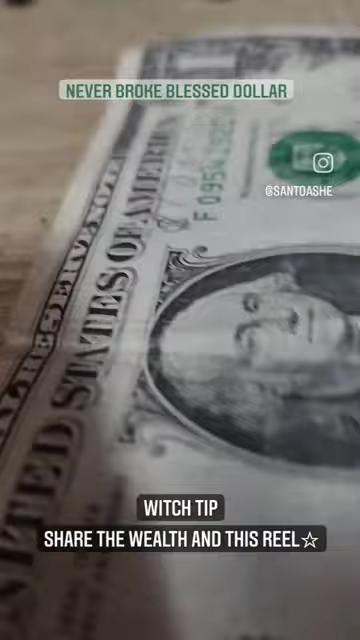 NEVER BROKE BLESSED DOLLAR
@SANTOASHE
UNITED STATES OF AMERICA
WITCH TIP
SHARE THE WEALTH AND THIS REEL☆